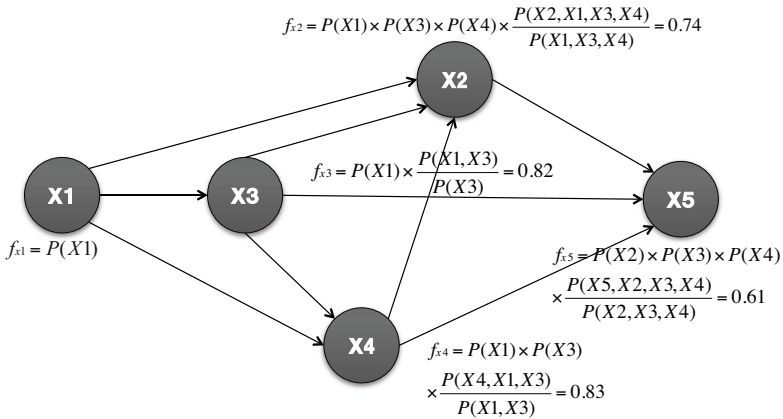 fx2 = P(X1) × P(X3) × P(X4) × P(X2, X1, X3, X4) / P(X1, X3, X4) = 0.74
X2
fx3 = P(X1) × P(X1, X3) / P(X3) = 0.82
X1
X3
X5
fx1 = P(X1)
fx5 = P(X2) × P(X3) × P(X4)
× P(X5, X2, X3, X4) / P(X2, X3, X4) = 0.61
X4
fx4 = P(X1) × P(X3)
× P(X4, X1, X3) / P(X1, X3) = 0.83